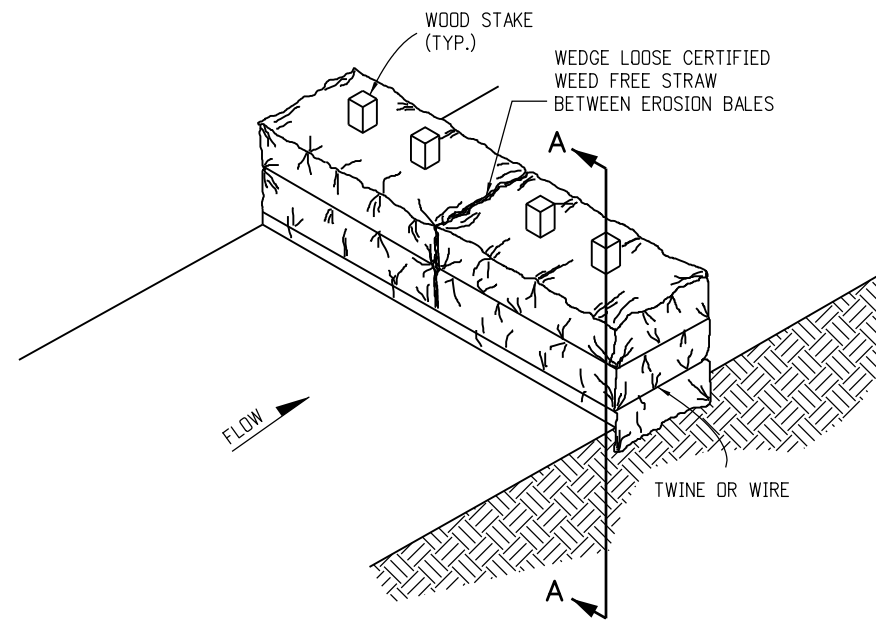 WOOD STAKE
(TYP.)
WEDGE LOOSE CERTIFIED
WEED FREE STRAW
BETWEEN EROSION BALES
A
FLOW
TWINE OR WIRE
A